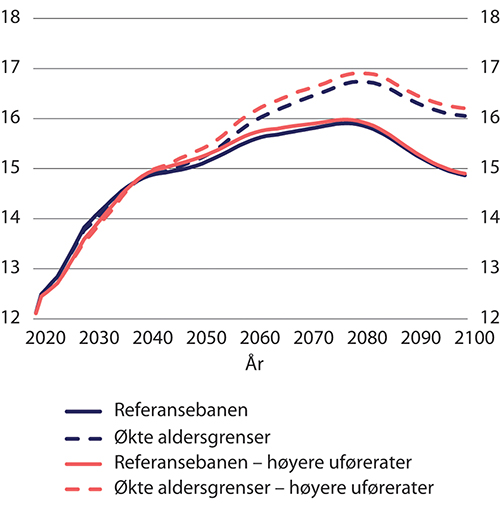 18 18
17 17
16 16
15 15
14 14
13 13
12 12
2020 2030 2040 2050 2060 2070 2080 2090 2100
År
Referansebanen
Økte aldersgrenser
Referansebanen – høyere uførerater
Økte aldersgrenser – høyere uførerater